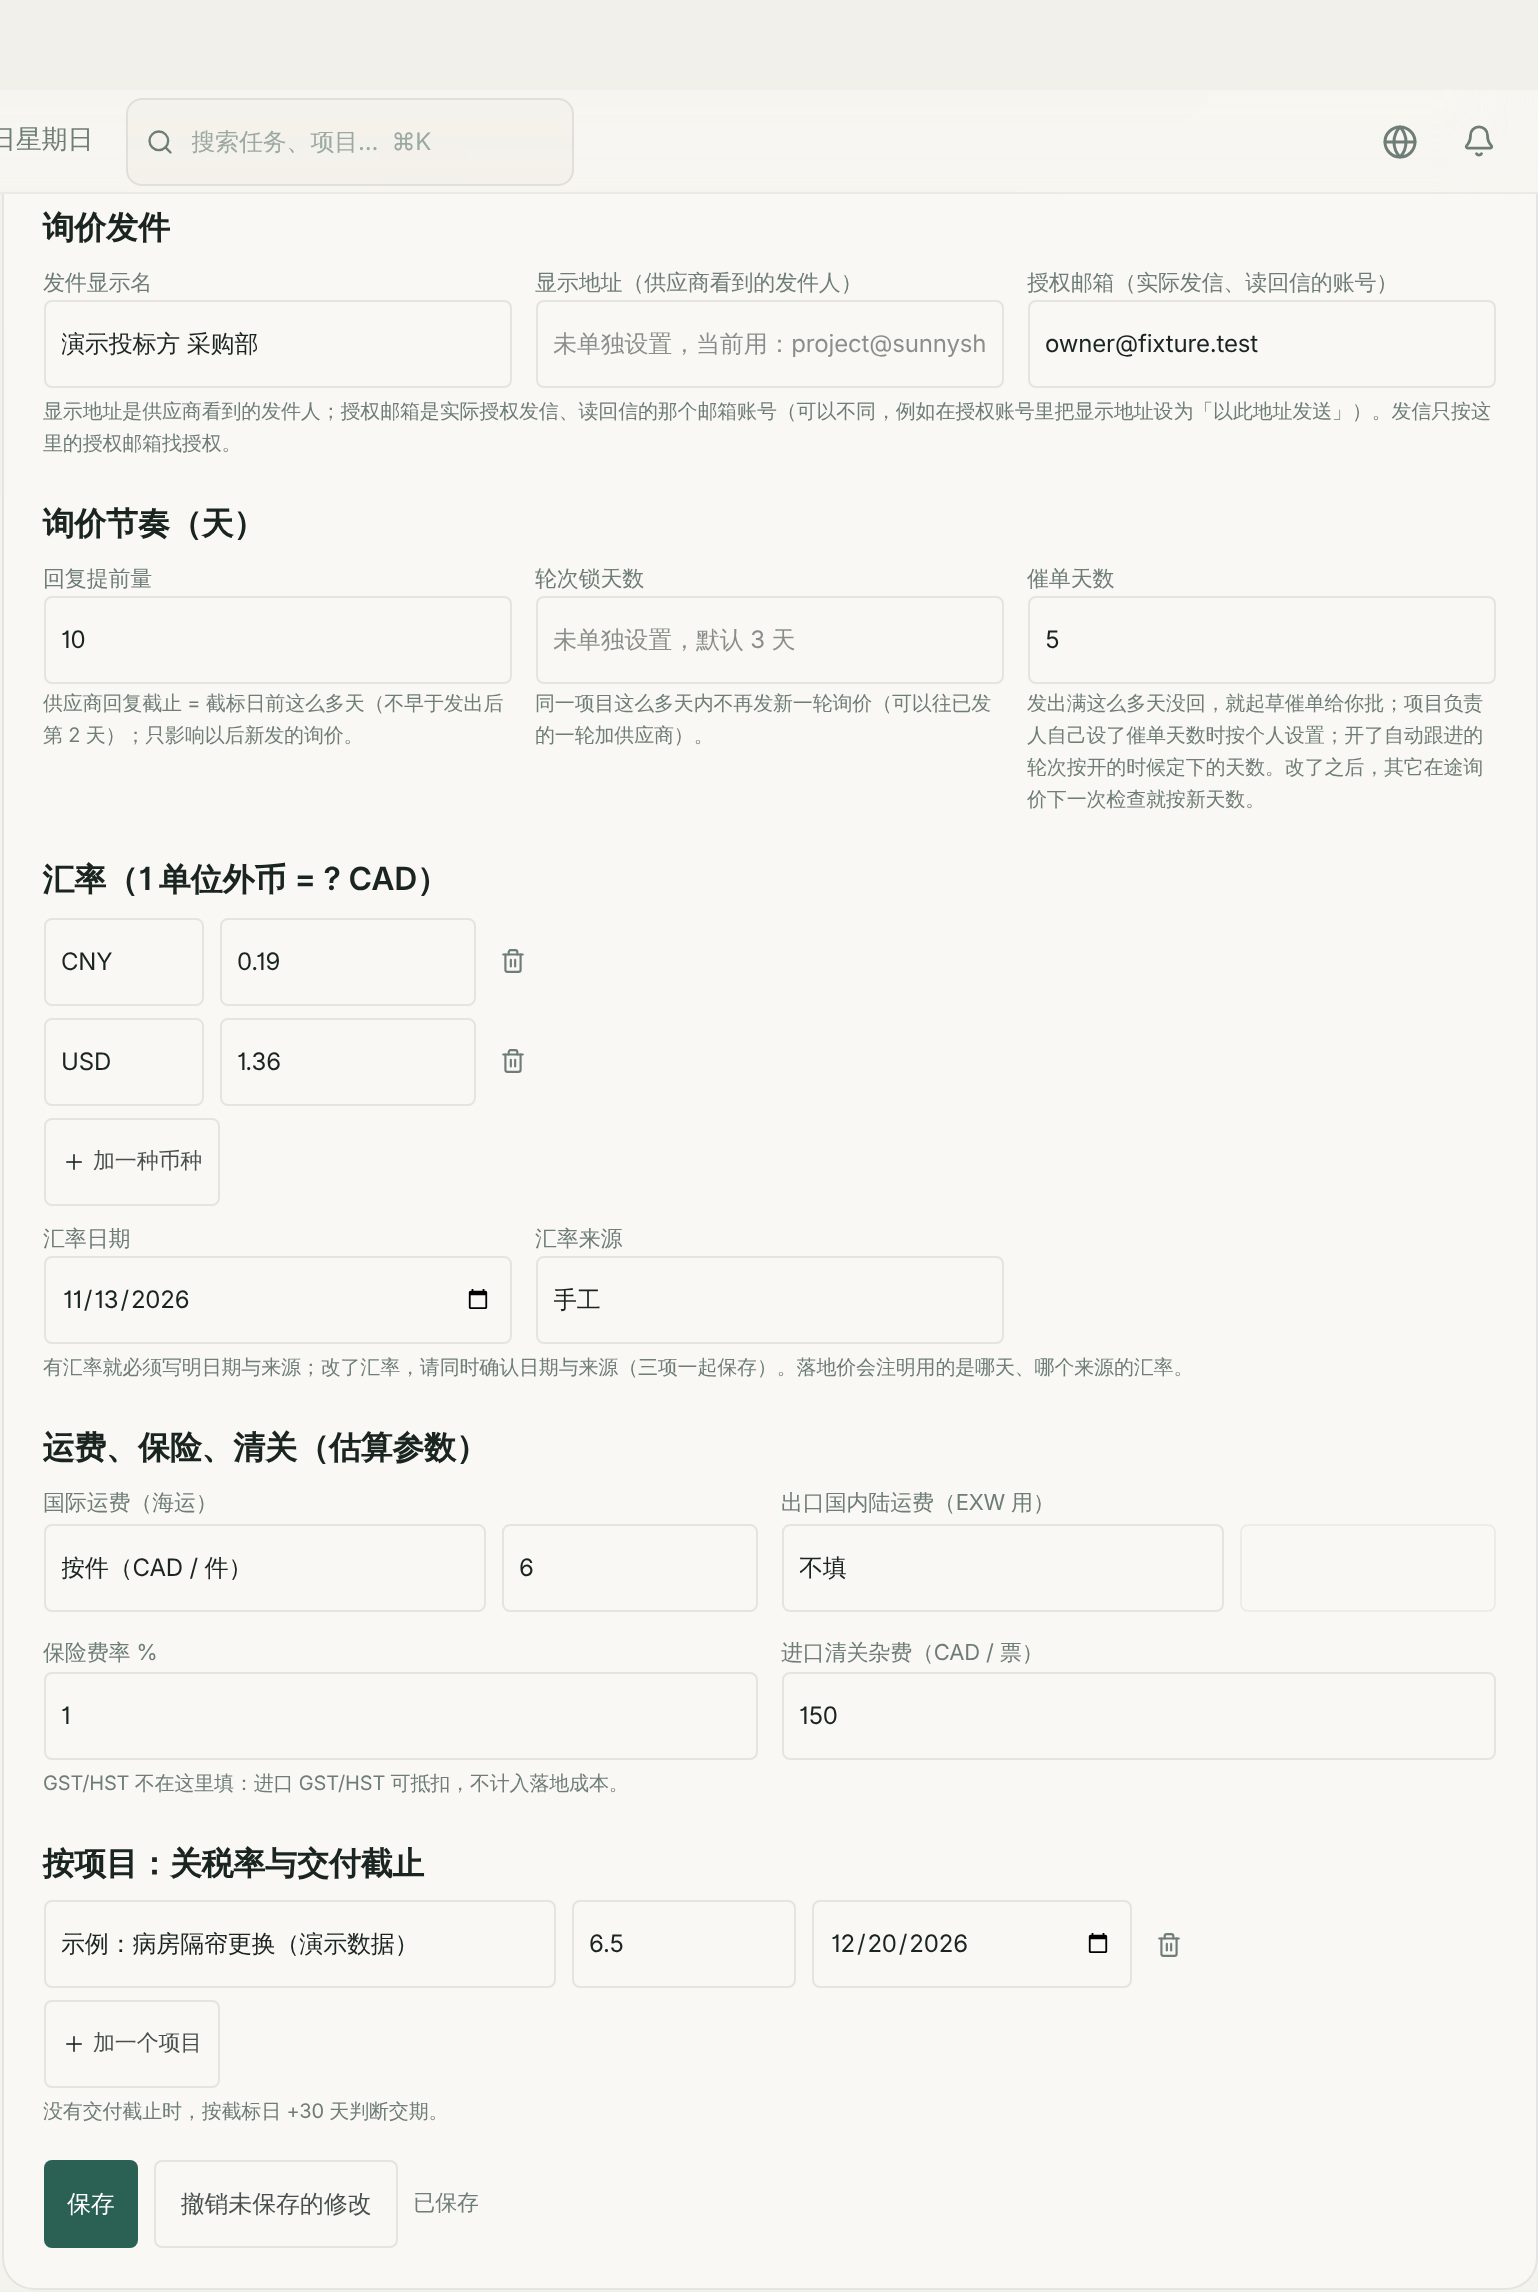 日星期日
搜索任务、项目... ⌘K
询价发件
发件显示名
显示地址（供应商看到的发件人）
授权邮箱（实际发信、读回信的账号）
演示投标方 采购部
未单独设置，当前用：project@sunnysh
owner@fixture.test
显示地址是供应商看到的发件人；授权邮箱是实际授权发信、读回信的那个邮箱账号（可以不同，例如在授权账号里把显示地址设为「以此地址发送」）。发信只按这
里的授权邮箱找授权。
询价节奏（天）
回复提前量
轮次锁天数
催单天数
10
未单独设置，默认 3 天
5
供应商回复截止 = 截标日前这么多天（不早于发出后
第 2 天）；只影响以后新发的询价。
同一项目这么多天内不再发新一轮询价（可以往已发
的一轮加供应商）。
发出满这么多天没回，就起草催单给你批；项目负责
人自己设了催单天数时按个人设置；开了自动跟进的
轮次按开的时候定下的天数。改了之后，其它在途询
价下一次检查就按新天数。
汇率（1 单位外币 = ? CAD）
CNY
0.19
USD
1.36
+ 加一种币种
汇率日期
汇率来源
11/13/2026
手工
有汇率就必须写明日期与来源；改了汇率，请同时确认日期与来源（三项一起保存）。落地价会注明用的是哪天、哪个来源的汇率。
运费、保险、清关（估算参数）
国际运费（海运）
出口国内陆运费（EXW 用）
按件（CAD / 件）
6
不填
保险费率 %
进口清关杂费（CAD / 票）
1
150
GST/HST 不在这里填：进口 GST/HST 可抵扣，不计入落地成本。
按项目：关税率与交付截止
示例：病房隔帘更换（演示数据）
6.5
12/20/2026
+ 加一个项目
没有交付截止时，按截标日 +30 天判断交期。
保存
撤销未保存的修改
已保存